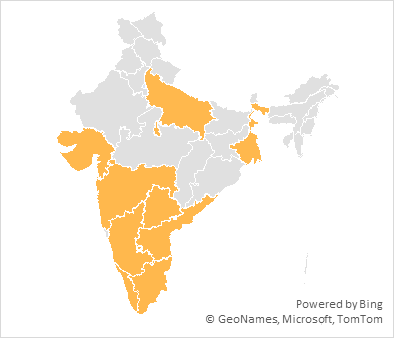 Powered by Bing
© GeoNames, Microsoft, TomTom